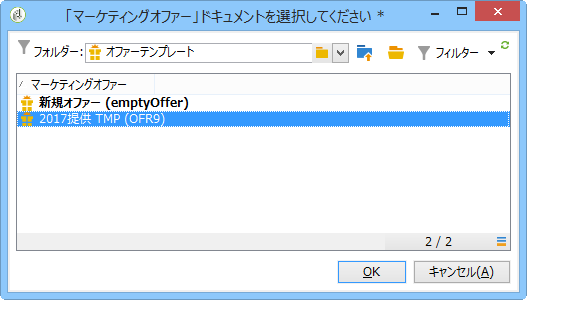 「マーケティングオファー」ドキュメントを選択してください *
フォルダー: オファーテンプレート フィルター
マーケティングオファー
新規オファー (emptyOffer)
2017提供 TMP (OFR9)
2 / 2
OK キャンセル(A)